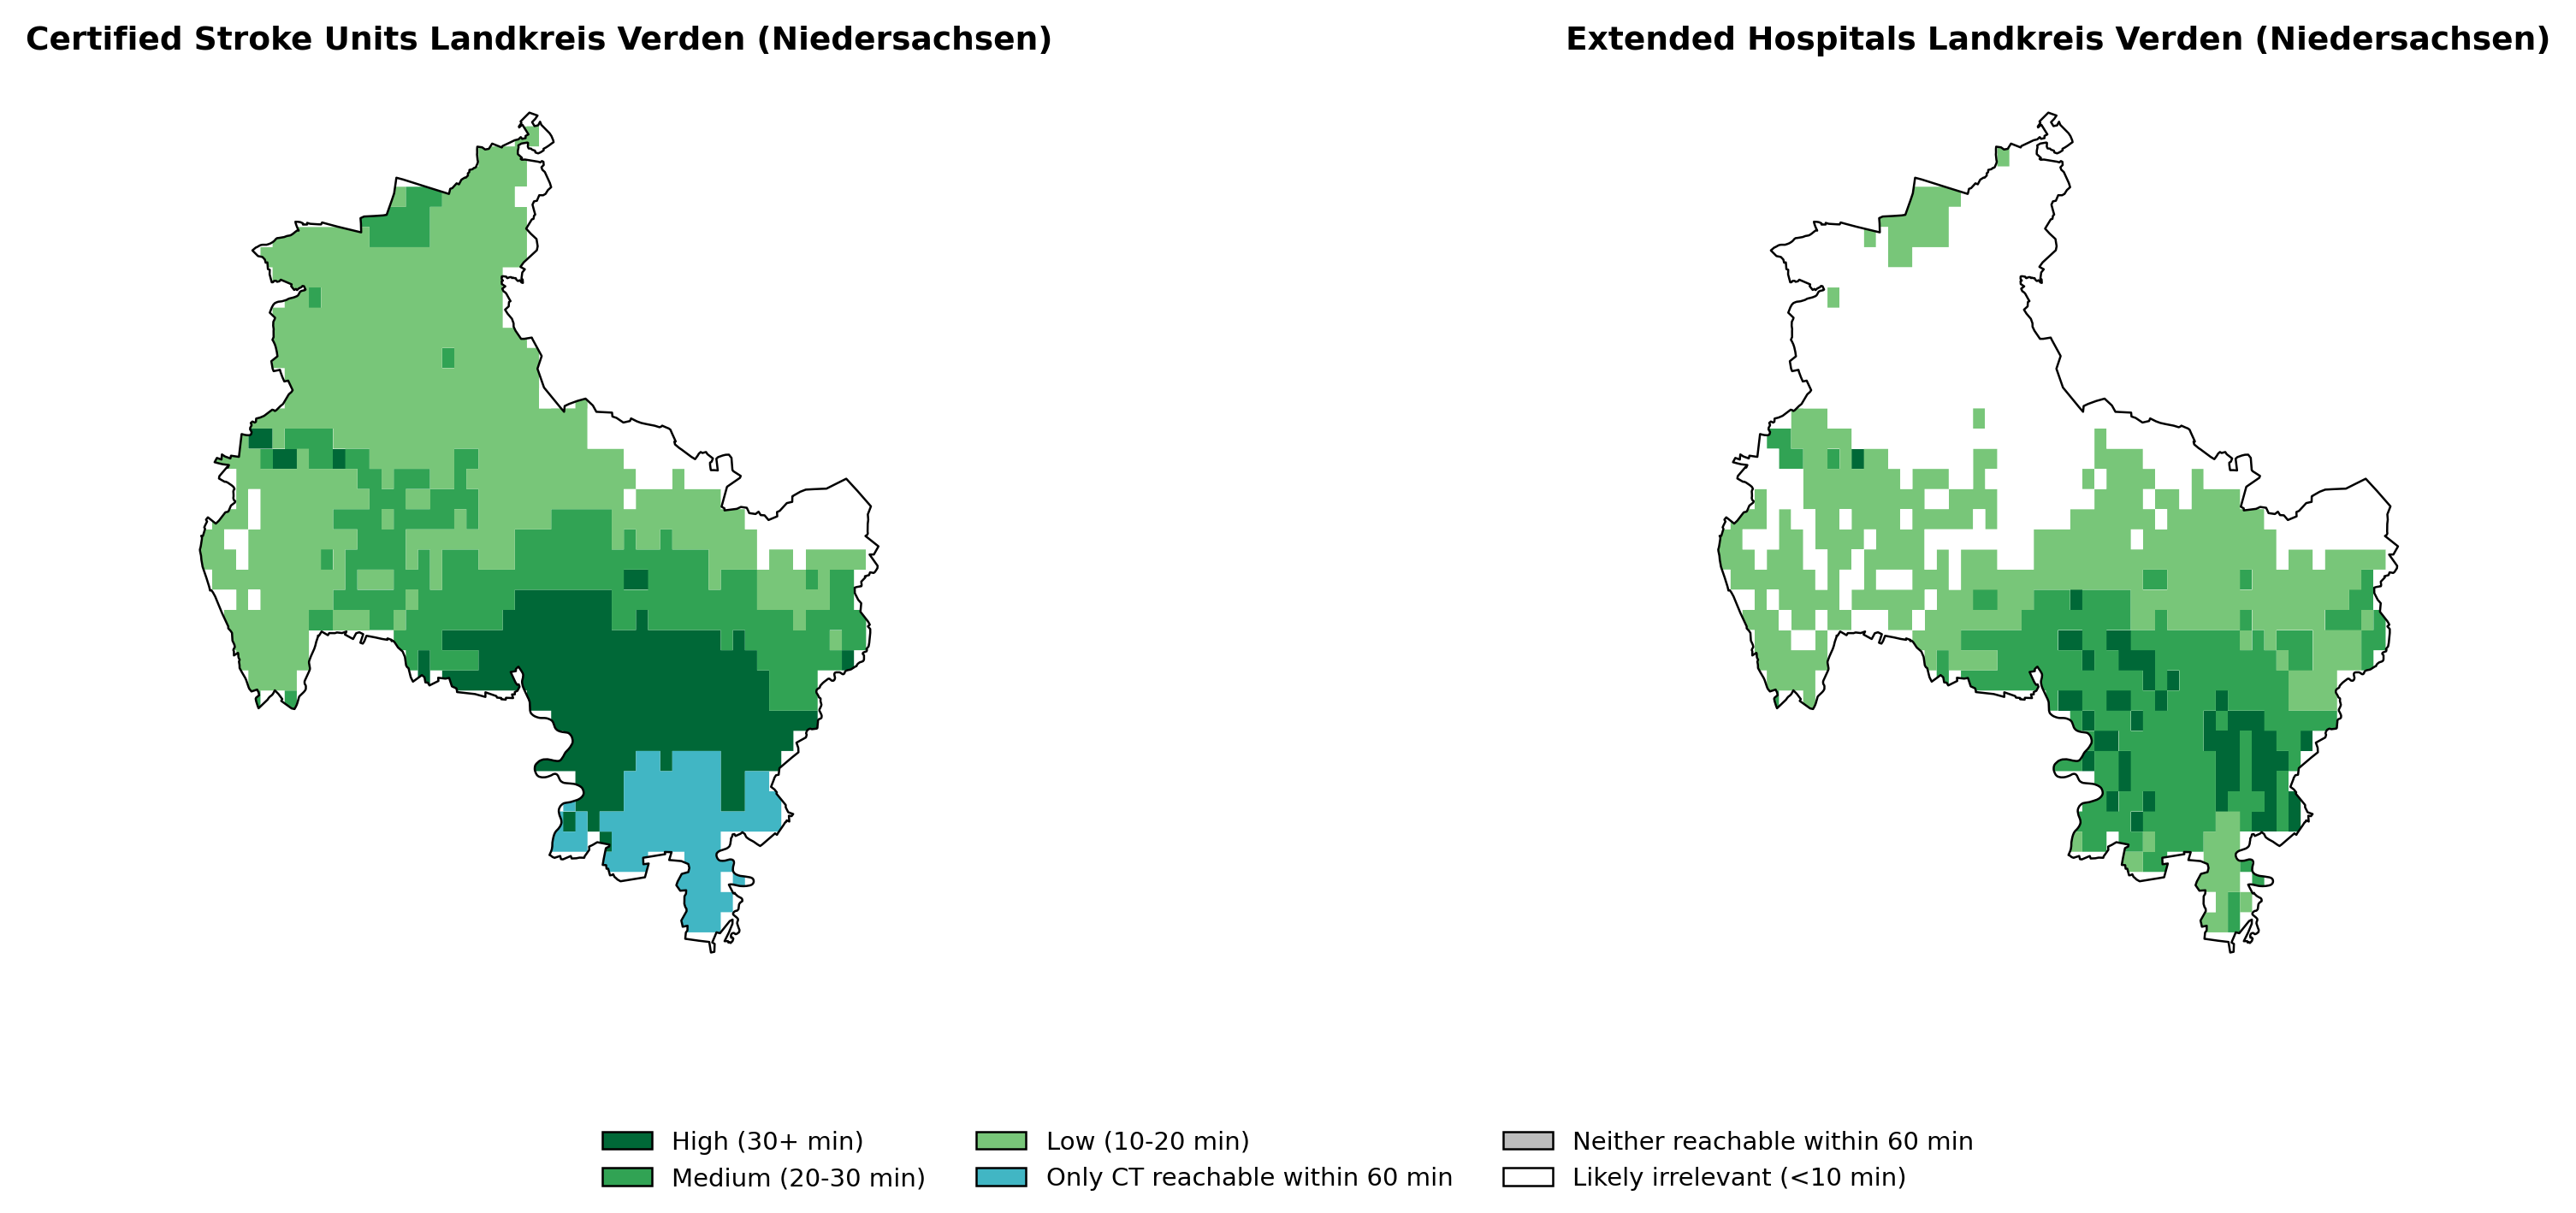 Certified Stroke Units Landkreis Verden (Niedersachsen)
Extended Hospitals Landkreis Verden (Niedersachsen)
High (30+ min)
Medium (20-30 min)
Low (10-20 min)
Only CT reachable within 60 min
Neither reachable within 60 min
Likely irrelevant (<10 min)